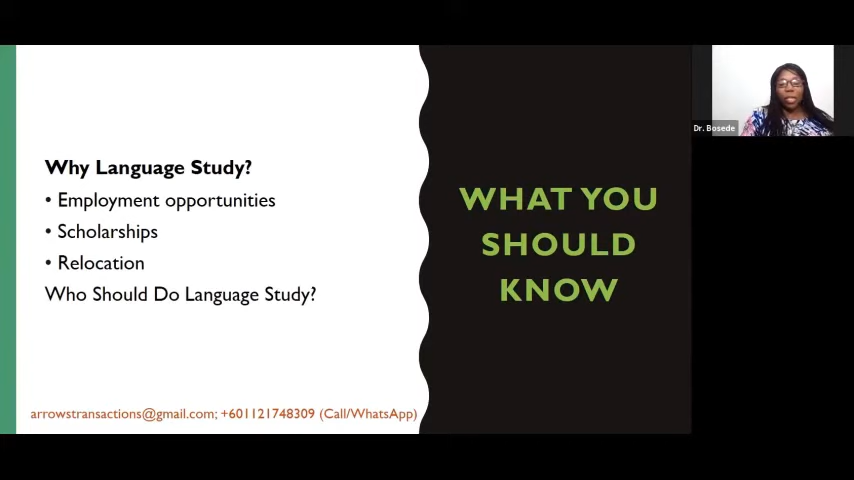 Why Language Study?
• Employment opportunities
• Scholarships
• Relocation
Who Should Do Language Study?
arrowstransactions@gmail.com; +601121748309 (Call/WhatsApp)
WHAT YOU
SHOULD
KNOW
Dr. Bosede